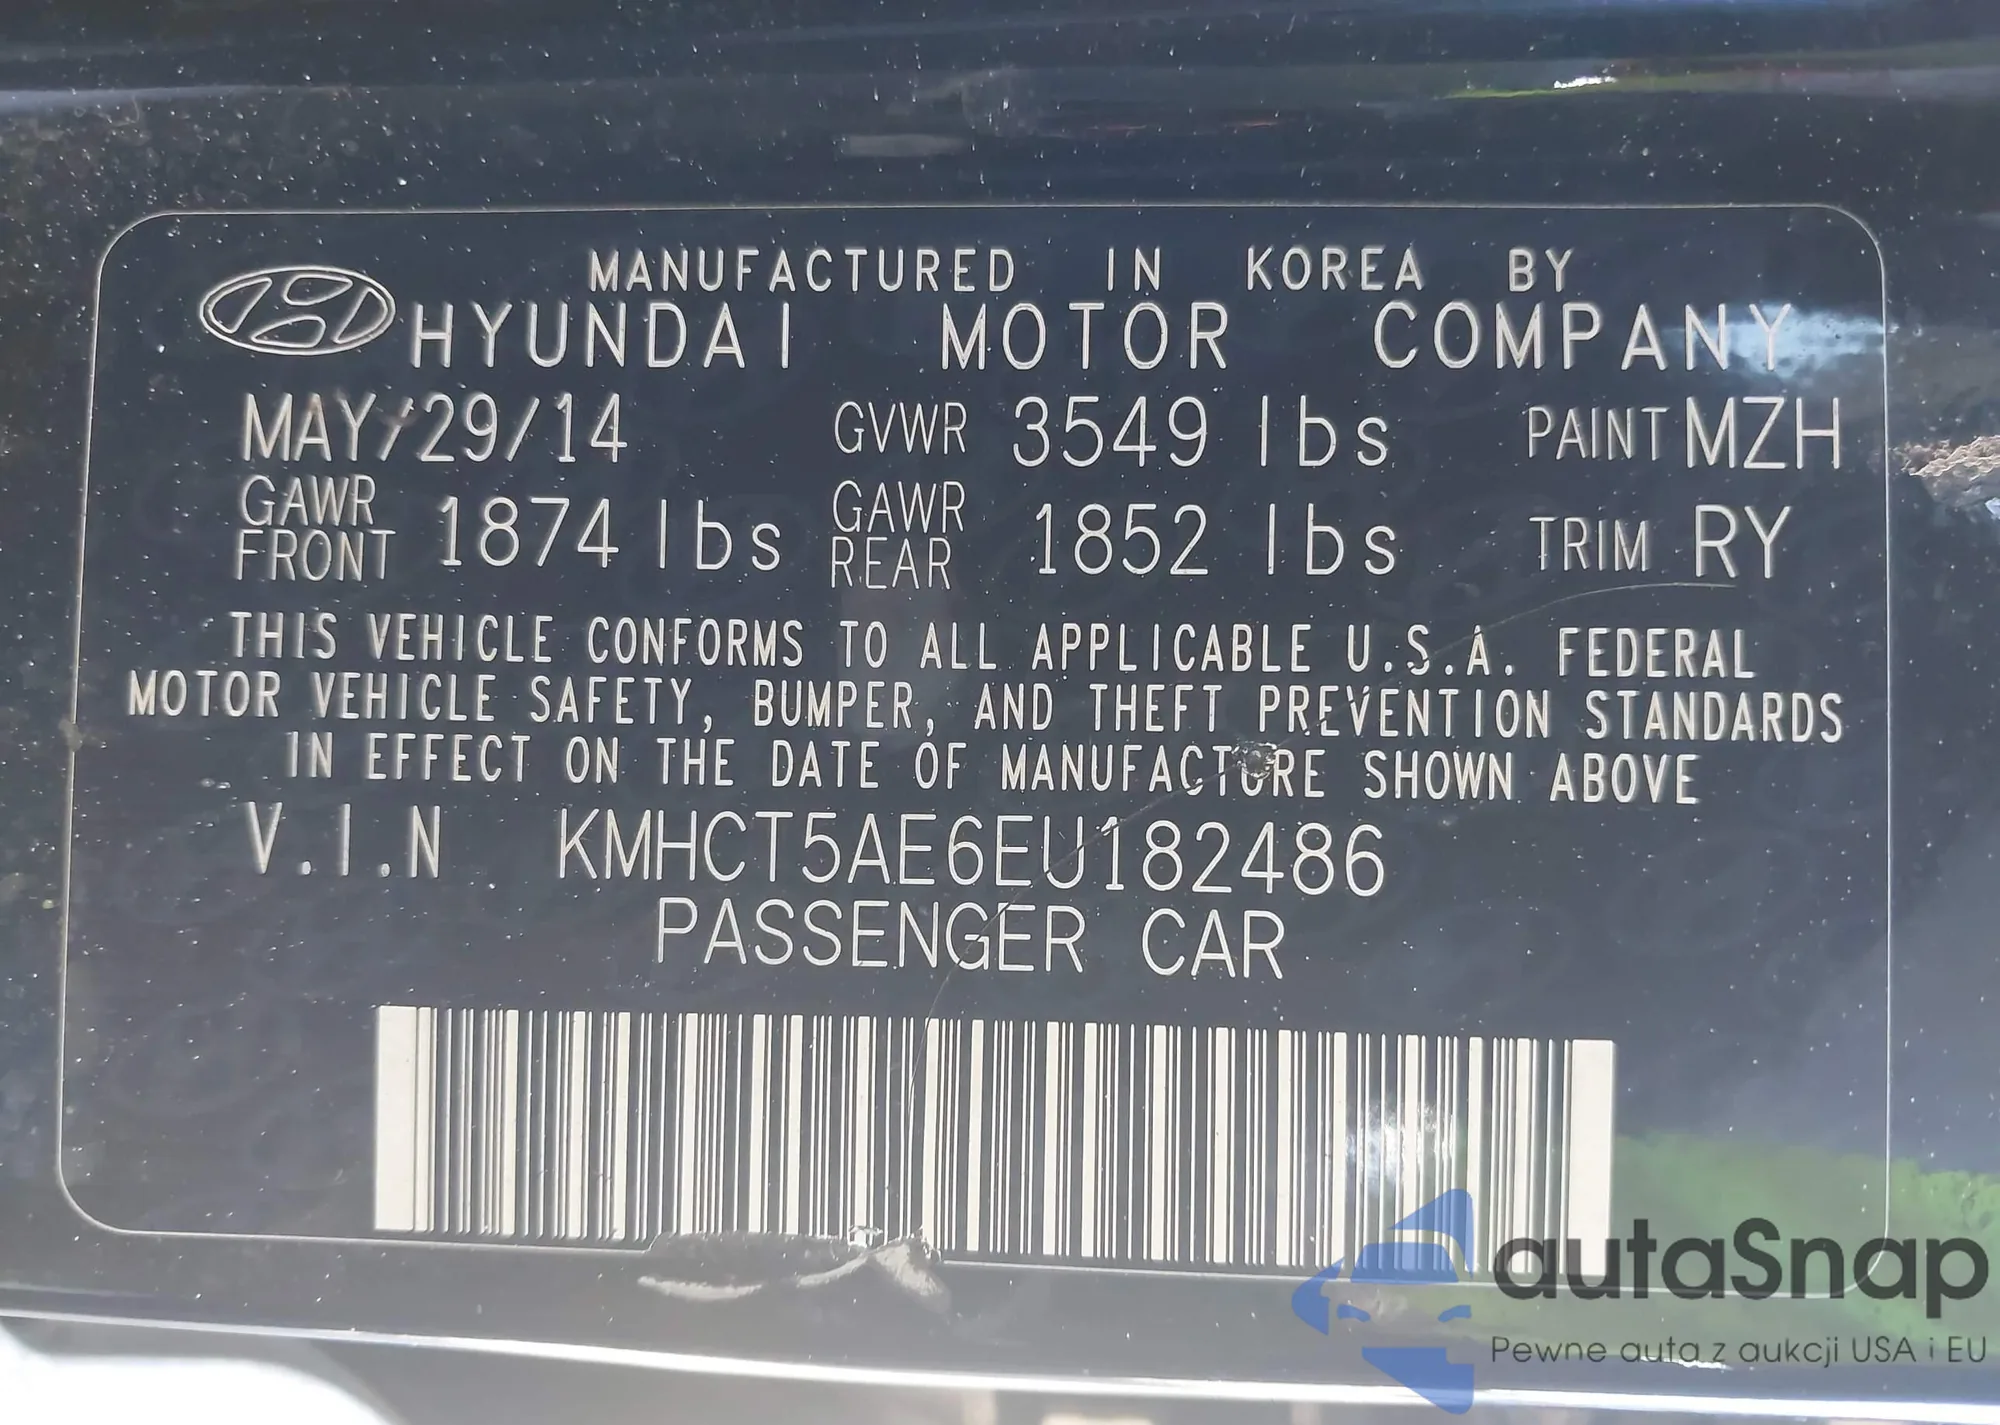 MANUFACTURED IN KOREA BY
HYUNDAI MOTOR COMPANY
MAY/29/14 GVWR 3549 lbs PAINT MZH
GAWR FRONT 1874 lbs GAWR REAR 1852 lbs TRIM RY
THIS VEHICLE CONFORMS TO ALL APPLICABLE U.S.A. FEDERAL
MOTOR VEHICLE SAFETY, BUMPER, AND THEFT PREVENTION STANDARDS
IN EFFECT ON THE DATE OF MANUFACTURE SHOWN ABOVE
V.I.N KMHCT5AE6EU182486
PASSENGER CAR
autaSnap
Pewne auta z aukcji USA i EU